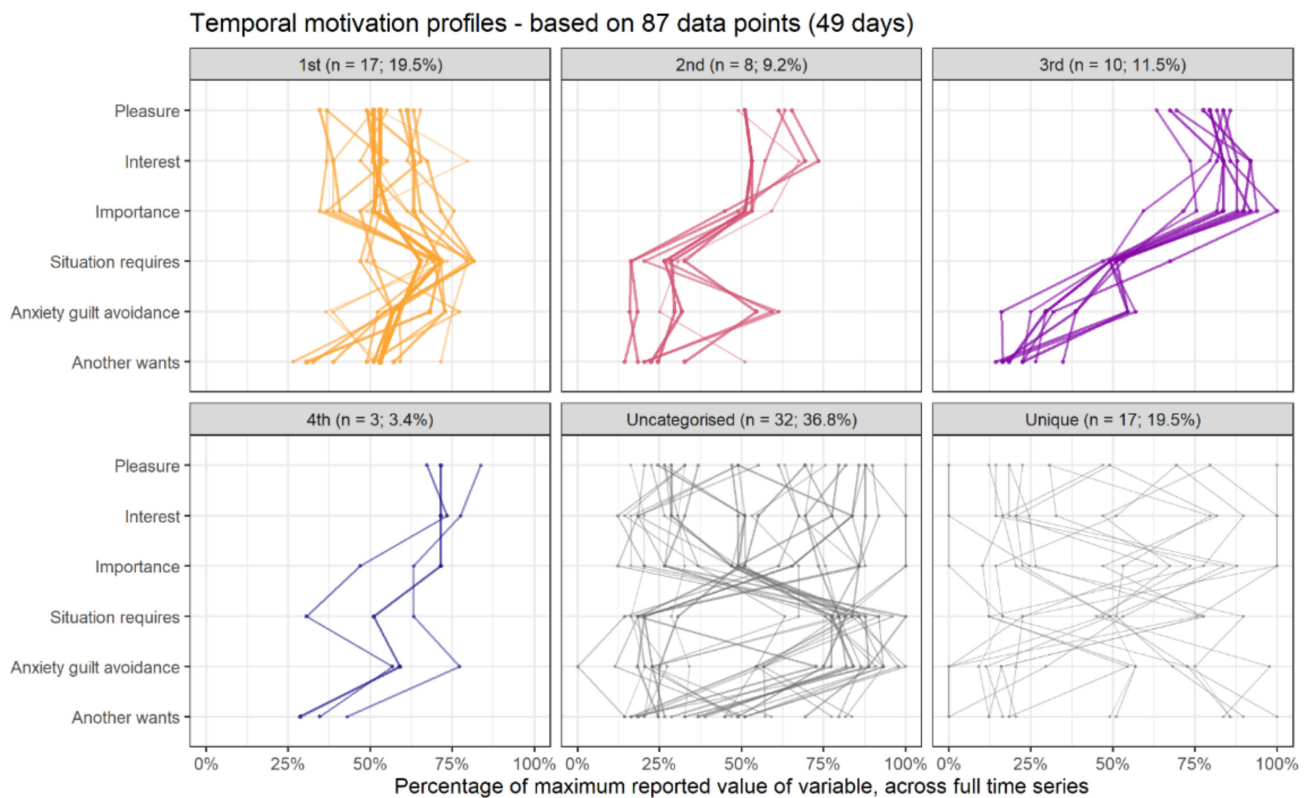 Temporal motivation profiles - based on 87 data points (49 days)
1st (n = 17; 19.5%)
2nd (n = 8; 9.2%)
3rd (n = 10; 11.5%)
Pleasure
Interest
Importance
Situation requires
Anxiety guilt avoidance
Another wants
4th (n = 3; 3.4%)
Uncategorised (n = 32; 36.8%)
Unique (n = 17; 19.5%)
Pleasure
Interest
Importance
Situation requires
Anxiety guilt avoidance
Another wants
0% 25% 50% 75% 100%
0% 25% 50% 75% 100%
0% 25% 50% 75% 100%
Percentage of maximum reported value of variable, across full time series